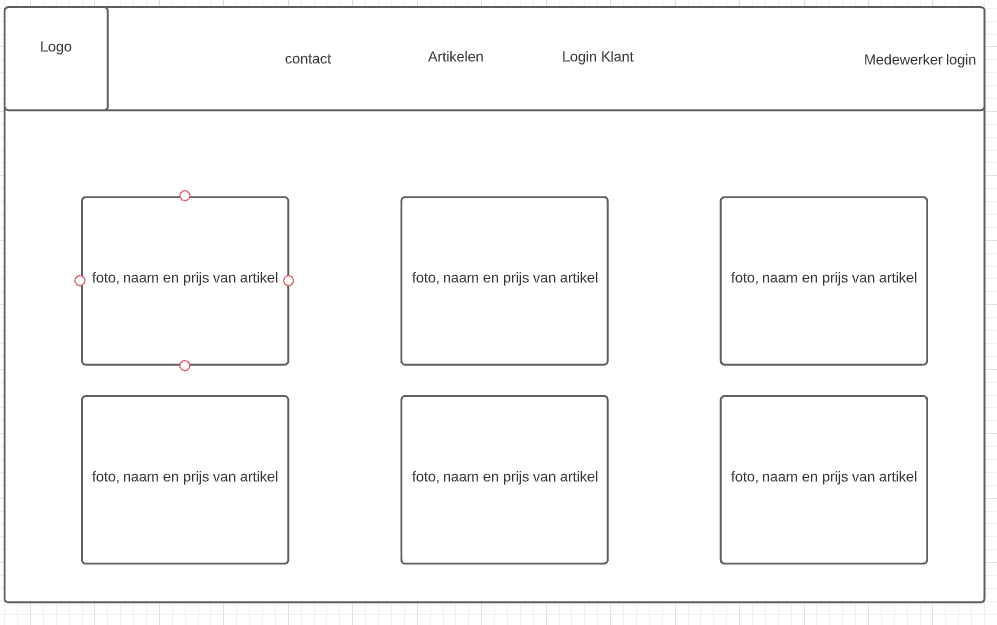 Logo
contact
Artikelen
Login Klant
Medewerker login
foto, naam en prijs van artikel
foto, naam en prijs van artikel
foto, naam en prijs van artikel
foto, naam en prijs van artikel
foto, naam en prijs van artikel
foto, naam en prijs van artikel